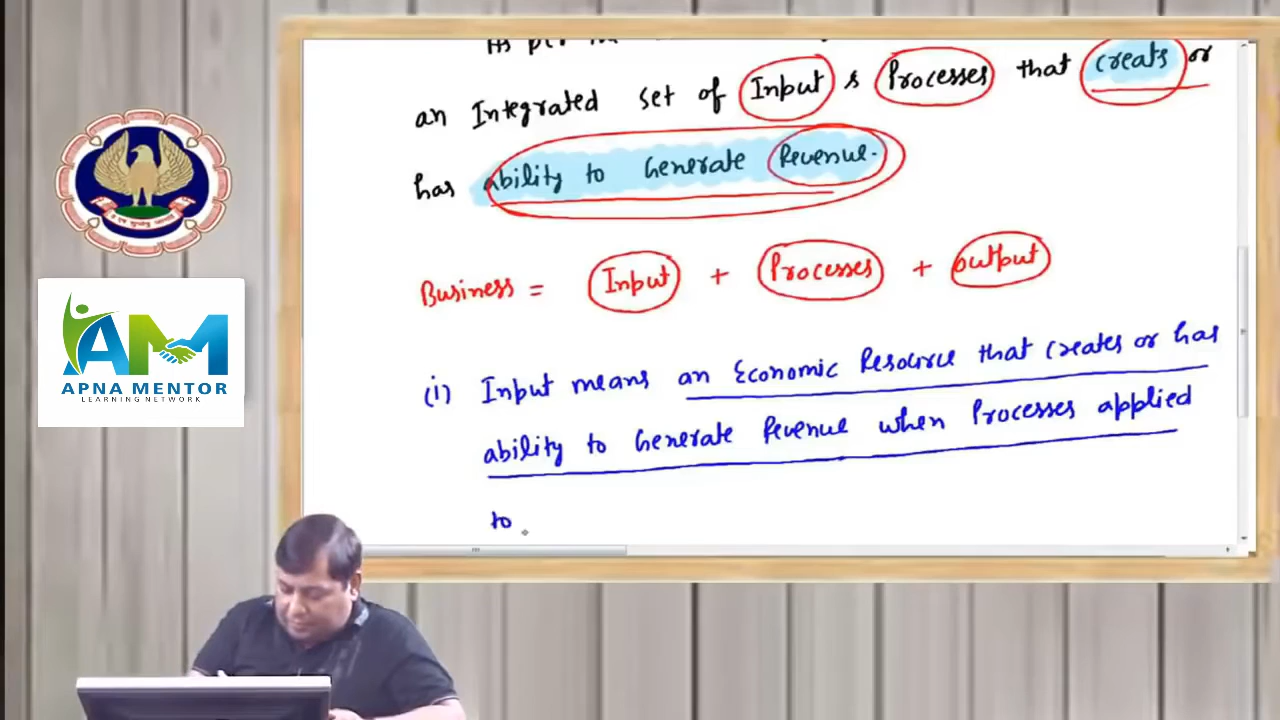 an Integrated set of Input & Processes that creats or
has ability to Generate Revenue.
Business = Input + Processes + output
(i) Input means an Economic Resource that creates or has
ability to Generate Revenue when Processes applied
to
AM
APNA MENTOR
LEARNING NETWORK